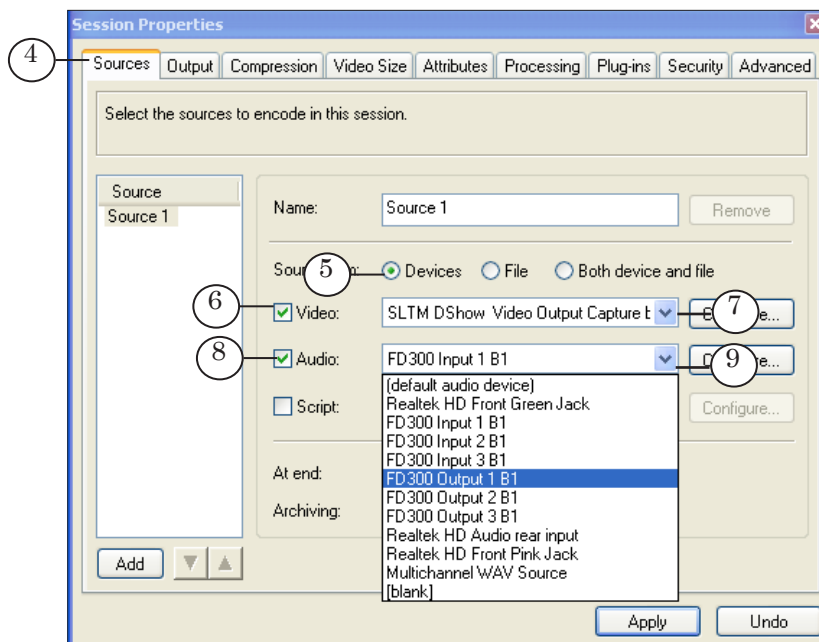 Session Properties
4
Sources Output Compression Video Size Attributes Processing Plug-ins Security Advanced
Select the sources to encode in this session.
Source
Source 1
Name: Source 1 Remove
5 Devices File Both device and file
6 Video: SLTM DShow Video Output Capture 7
8 Audio: FD300 Input 1 B1 9
(default audio device)
Realtek HD Front Green Jack
Script: Configure...
FD300 Input 1 B1
FD300 Input 2 B1
FD300 Input 3 B1
At end:
FD300 Output 1 B1
FD300 Output 2 B1
Archiving:
FD300 Output 3 B1
Realtek HD Audio rear input
Realtek HD Front Pink Jack
Multichannel WAV Source
[blank]
Add
Apply Undo